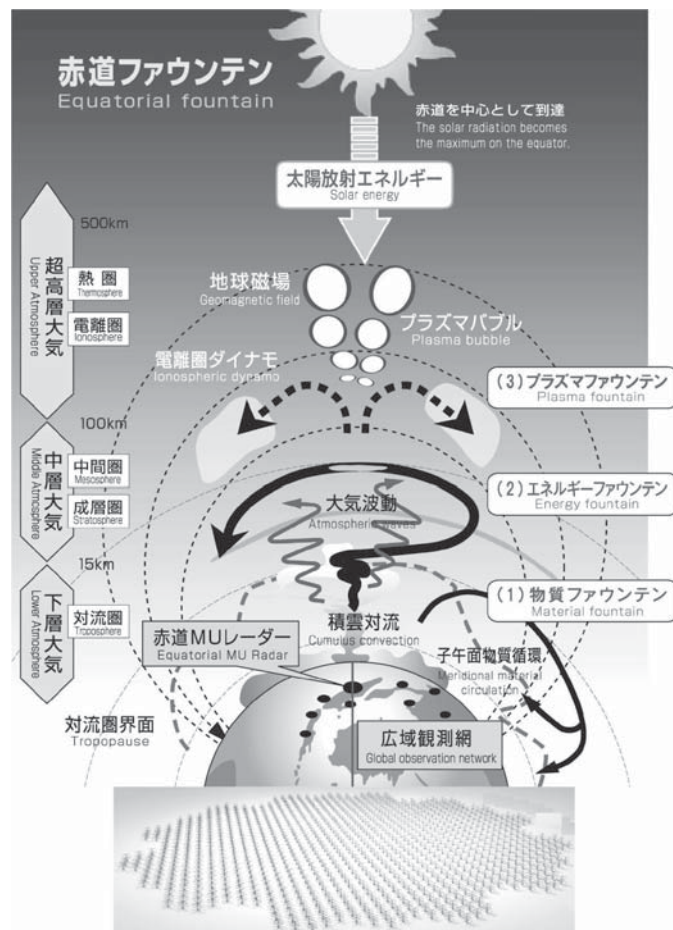 赤道ファウンテン
Equatorial fountain
赤道を中心として到達
The solar radiation becomes
the maximum on the equator.
太陽放射エネルギー
Solar energy
500km
超高層大気
Upper Atmosphere
熱圏
Thermosphere
電離圏
Ionosphere
地球磁場
Geomagnetic field
プラズマバブル
Plasma bubble
電離圏ダイナモ
Ionospheric dynamo
(3)プラズマファウンテン
Plasma fountain
100km
中層大気
Middle Atmosphere
中間圏
Mesosphere
成層圏
Stratosphere
大気波動
Atmospheric waves
(2)エネルギーファウンテン
Energy fountain
15km
下層大気
Lower Atmosphere
対流圏
Troposphere
(1)物質ファウンテン
Material fountain
積雲対流
Cumulus convection
赤道MUレーダー
Equatorial MU Radar
子午面物質循環
Meridional material
circulation
対流圏界面
Tropopause
広域観測網
Global observation network